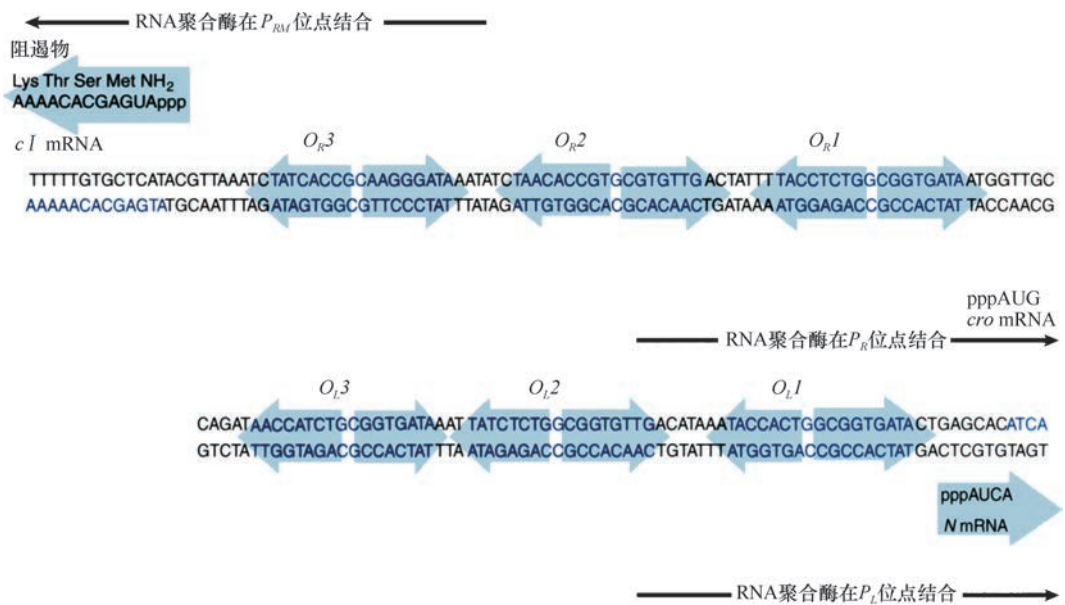 RNA聚合酶在PRM位点结合
阻遏物
Lys Thr Ser Met NH2
AAAACACGAGUAppp
c I mRNA
OR3 OR2 OR1
TTTTTGTGCTCATACGTTAAATCTATCACCGCAAGGGATAAATATCTAACACCGTGCGTGTTGACTATTTTACCTCTGGCGGTGATAATGGTTGC
AAAAACACGAGTATGCAATTTAGATAGTGGCGTTCCCTATTTATAGATTGTGGCACGCACAACTGATAAAATGGAGACCGCCACTATTACCAACG
pppAUG
cro mRNA
RNA聚合酶在PR位点结合
OL3 OL2 OL1
CAGATAACCATCTGCGGTGATAAATTATCTCTGGCGGTGTTGACATAAATACCACTGGCGGTGATACTGAGCACATCA
GTCTATTGGTAGACGCCACTATTTAATAGAGACCGCCACAACTGTATTTATGGTGACCGCCACTATGACTCGTGTAGT
pppAUCA
N mRNA
RNA聚合酶在PL位点结合